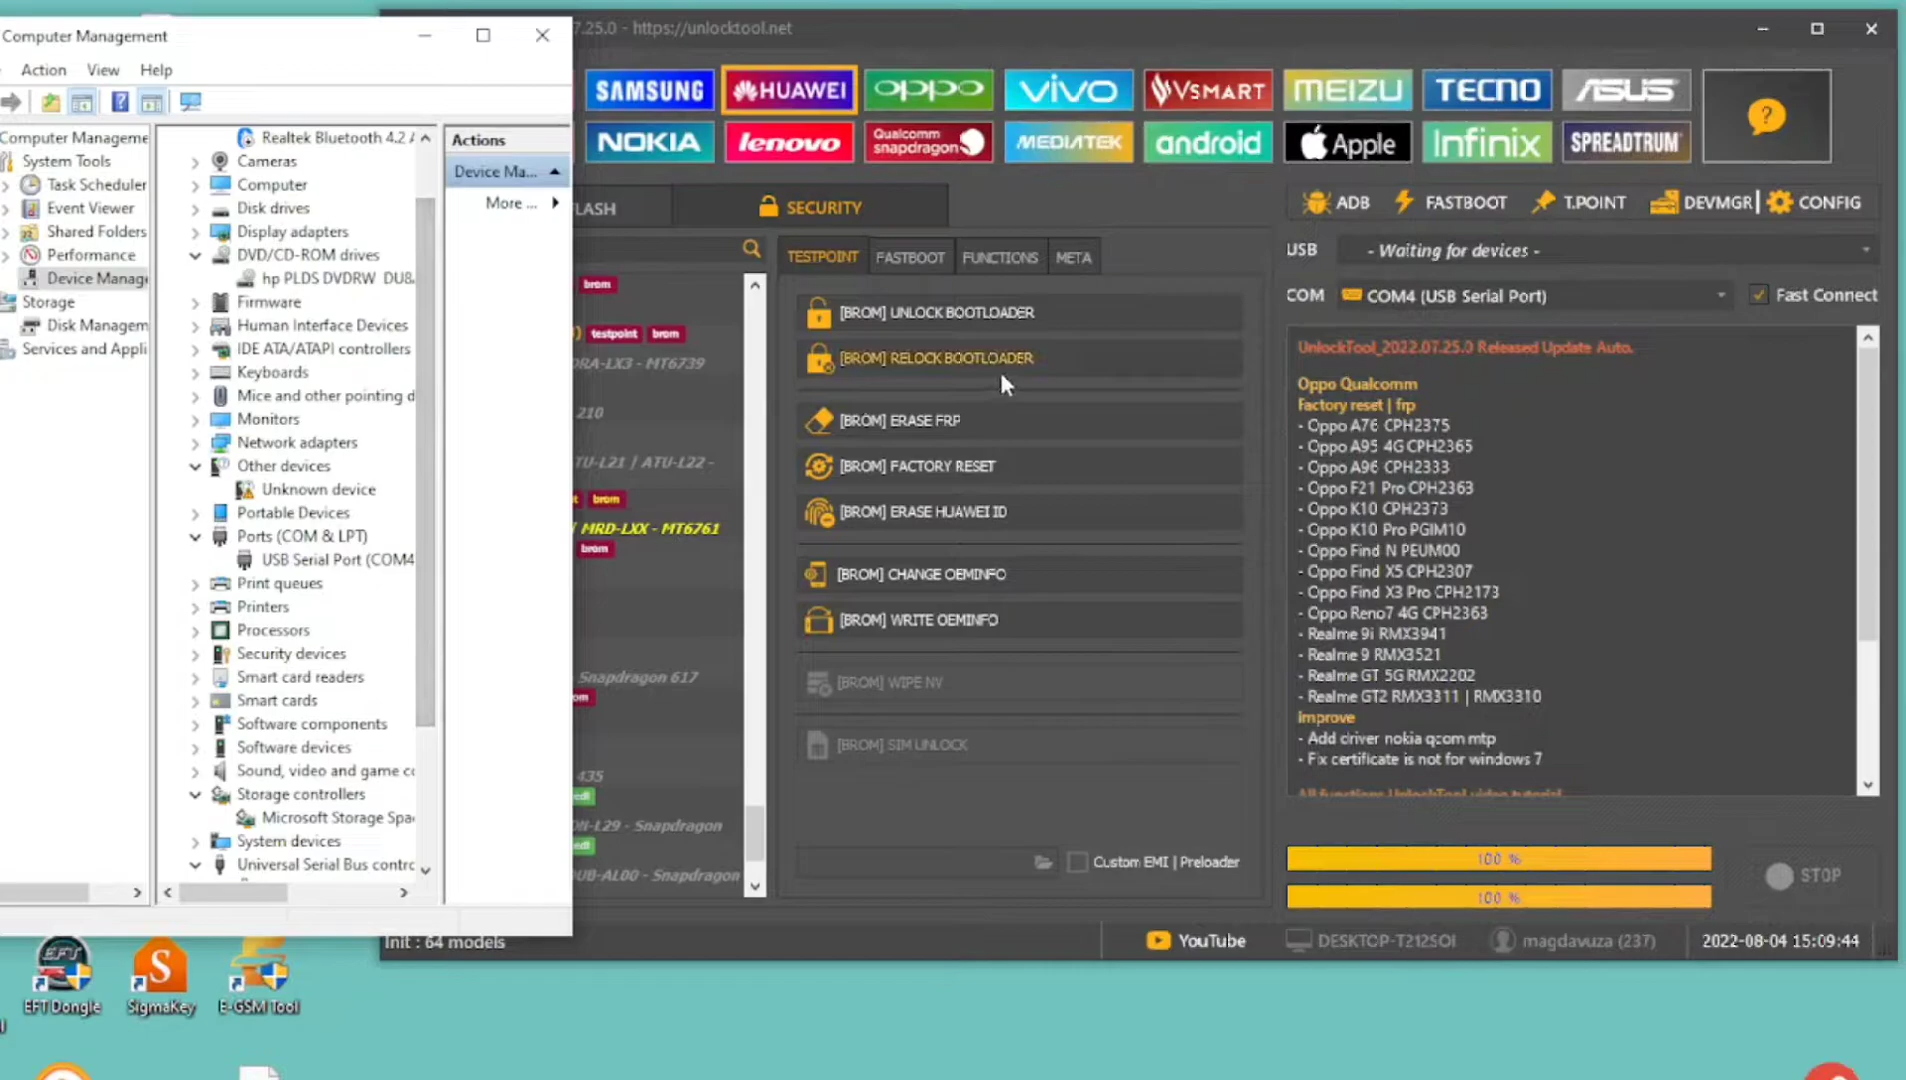 Computer Management
Action View Help
Computer Manageme
System Tools
Task Scheduler
Event Viewer
Shared Folders
Performance
Device Manag
Storage
Disk Managem
Services and Appli
Realtek Bluetooth 4.2 A
Cameras
Computer
Disk drives
Display adapters
DVD/CD-ROM drives
hp PLDS DVDRW DU8
Firmware
Human Interface Devices
IDE ATA/ATAPI controllers
Keyboards
Mice and other pointing d
Monitors
Network adapters
Other devices
Unknown device
Portable Devices
Ports (COM & LPT)
USB Serial Port (COM4
Print queues
Printers
Processors
Security devices
Smart card readers
Smart cards
Software components
Software devices
Sound, video and game co
Storage controllers
Microsoft Storage Spa
System devices
Universal Serial Bus contro
Actions
Device Ma...
More ...
7.25.0 - https://unlocktool.net
SAMSUNG HUAWEI oppo vivo VSMART MEIZU TECNO ASUS
?
NOKIA lenovo Qualcomm snapdragon MEDIATEK android Apple Infinix SPREADTRUM
LASH
SECURITY
brom
testpoint brom
DRA-LX3 - MT6739
210
TU-L21 / ATU-L22 -
t brom
/ MRD-LXX - MT6761
brom
Snapdragon 617
om
435
edl
ON-L29 - Snapdragon
edl
DUB-AL00 - Snapdragon
TESTPOINT FASTBOOT FUNCTIONS META
[BROM] UNLOCK BOOTLOADER
[BROM] RELOCK BOOTLOADER
[BROM] ERASE FRP
[BROM] FACTORY RESET
[BROM] ERASE HUAWEI ID
[BROM] CHANGE OEMINFO
[BROM] WRITE OEMINFO
[BROM] WIPE NV
[BROM] SIM UNLOCK
Custom EMI | Preloader
ADB FASTBOOT T.POINT DEVMGR CONFIG
USB - Waiting for devices -
COM COM4 (USB Serial Port) Fast Connect
UnlockTool_2022.07.25.0 Released Update Auto.
Oppo Qualcomm
Factory reset | frp
- Oppo A76 CPH2375
- Oppo A95 4G CPH2365
- Oppo A96 CPH2333
- Oppo F21 Pro CPH2363
- Oppo K10 CPH2373
- Oppo K10 Pro PGIM10
- Oppo Find N PEUM00
- Oppo Find X5 CPH2307
- Oppo Find X3 Pro CPH2173
- Oppo Reno7 4G CPH2363
- Realme 9i RMX3941
- Realme 9 RMX3521
- Realme GT 5G RMX2202
- Realme GT2 RMX3311 | RMX3310
Improve
- Add driver nokia qcom mtp
- Fix certificate is not for windows 7
All functions UnlockTool video tutorial
100 %
100 %
STOP
Init : 64 models
YouTube
DESKTOP-T212SOI
magdavuza (237)
2022-08-04 15:09:44
EFT Dongle
SigmaKey
E-GSM Tool